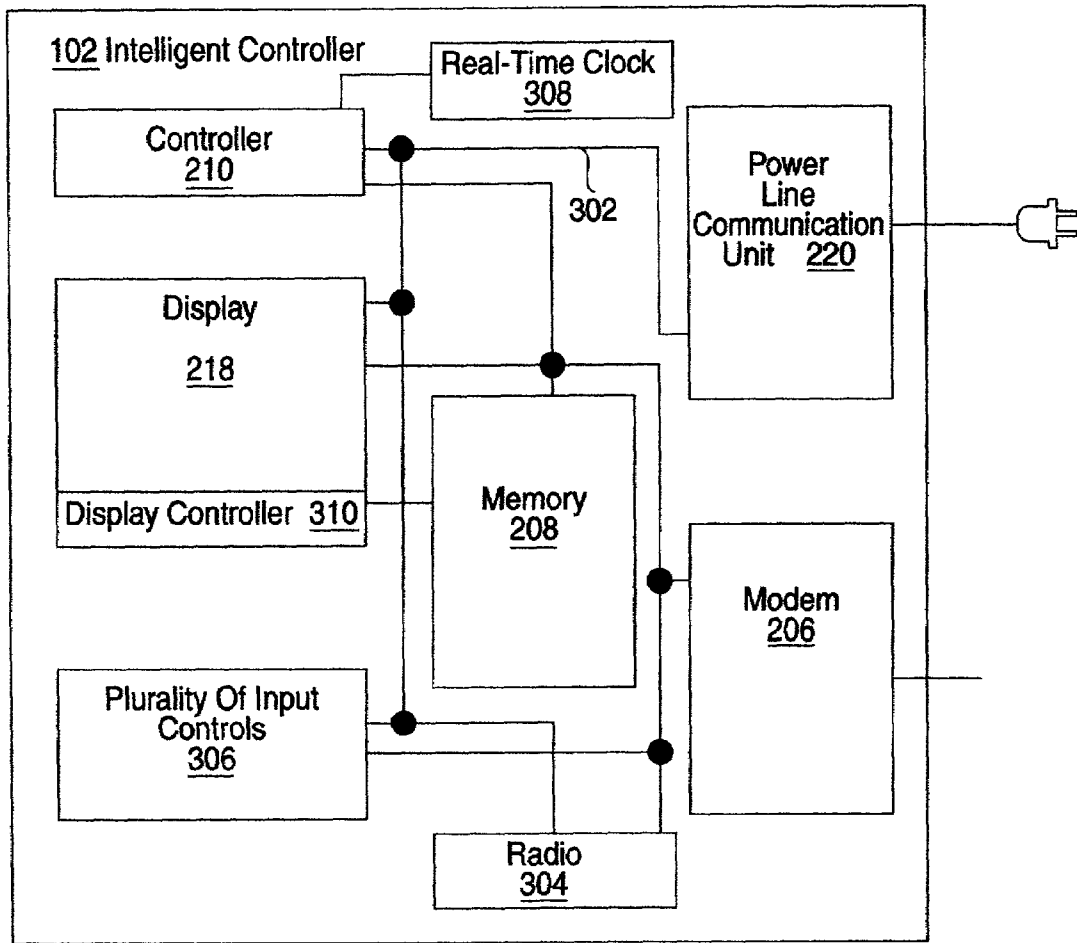 102 Intelligent Controller
Real-Time Clock
308
Controller
210
302
Power
Line
Communication
Unit 220
Display
218
Display Controller 310
Memory
208
Modem
206
Plurality Of Input
Controls
306
Radio
304